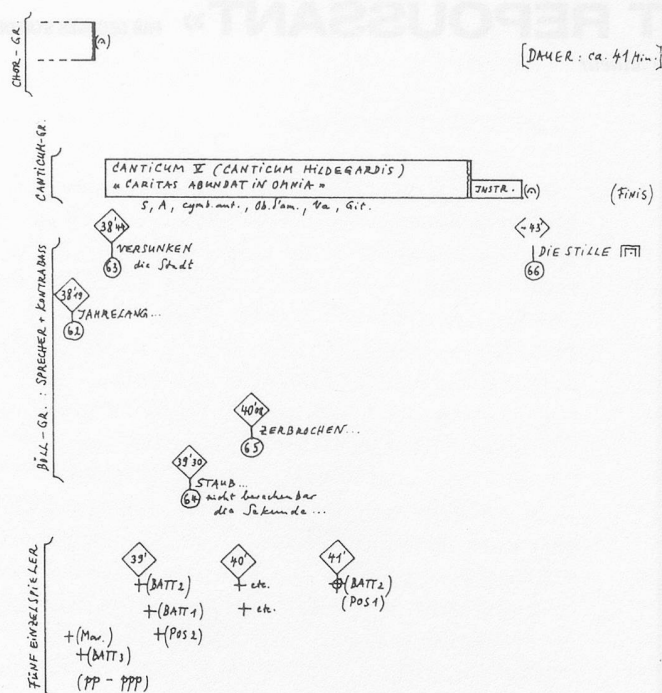 CHOR-GR.
[DAUER: ca. 41 Min.]
CANTICUM-GR.
CANTICUM V (CANTICUM HILDEGARDIS)
«CARITAS ABUNDAT IN OMNIA»
INSTR.
(FINIS)
S, A, cymb.ant., Ob.d'am., Va, Git.
BÖLL-GR.: SPRECHER + KONTRABASS
38'44
VERSUNKEN
die Stadt
63
~43'
DIE STILLE
66
38'19
JAHRELANG...
62
40'08
ZERBROCHEN...
65
39'30
STAUB...
64 nicht berechenbar
die Sekunde...
FÜNF EINZELSPIELER
39' 40' 41'
+(BATT2) + etc. (BATT2)
+(BATT1) + etc. (POS1)
+(Mar.) +(POS2)
+(BATT3)
(pp - ppp)